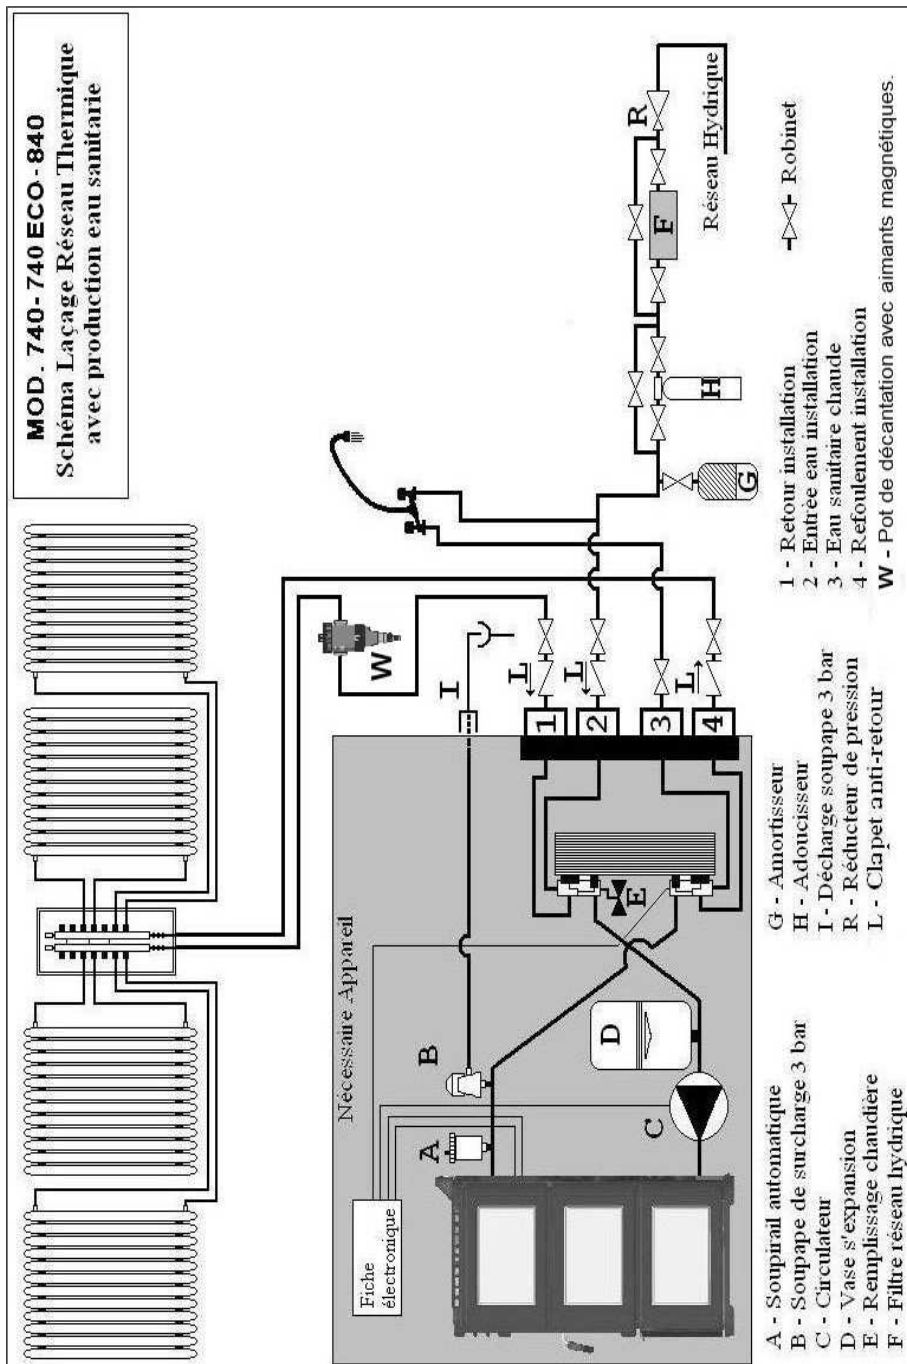 MOD. 740-740 ECO-840
Schéma Laçage Réseau Thermique
avec production eau sanitarie
Nécessaire Appareil
Fiche
électronique
A
B
C
D
E
I
W
L
L
L
1
2
3
4
G
H
F
R
Réseau Hydrique
A - Soupirail automatique
B - Soupape de surcharge 3 bar
C - Circulateur
D - Vase s'expansion
E - Remplissage chaudière
F - Filtre réseau hydrique
G - Amortisseur
H - Adoucisseur
I - Décharge soupape 3 bar
R - Réducteur de pression
L - Clapet anti-retour
1 - Retour installation
2 - Entrée eau installation
3 - Eau sanitaire chaude
4 - Refoulement installation
W - Pot de décantation avec aimants magnétiques.
Robinet